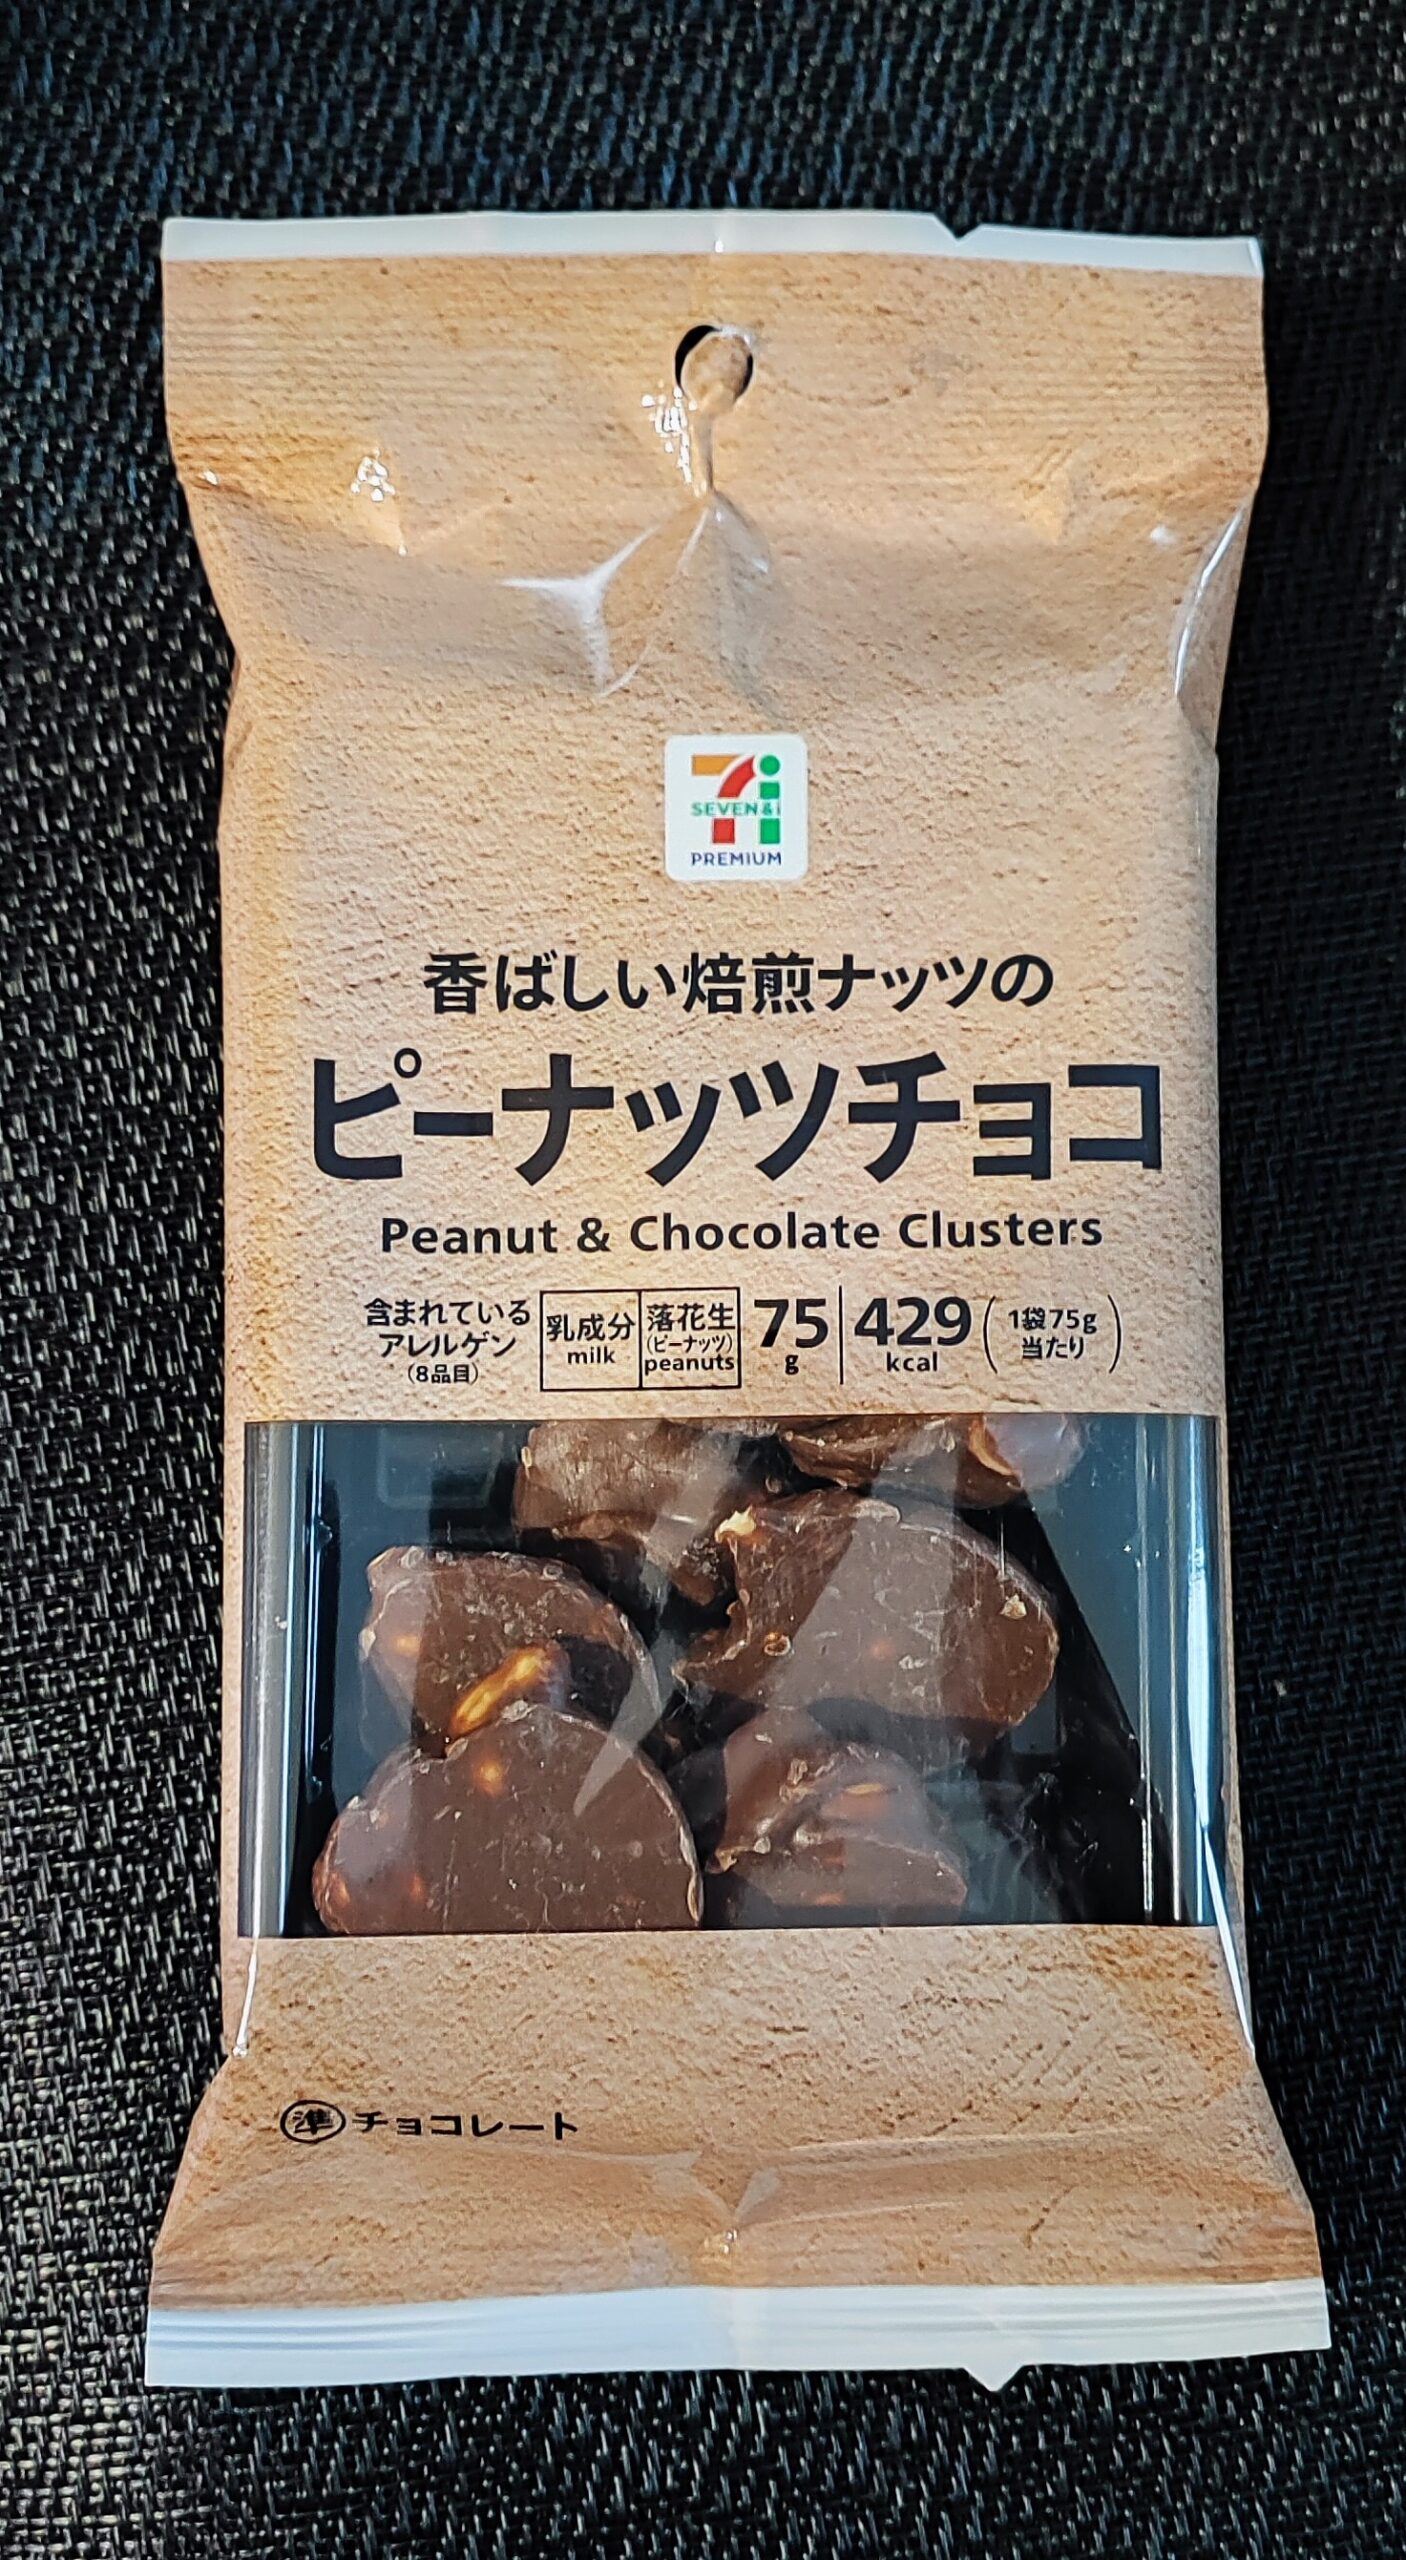 SEVEN&i
PREMIUM
香ばしい焙煎ナッツの
ピーナッツチョコ
Peanut & Chocolate Clusters
含まれている
アレルゲン
(8品目)
乳成分
milk
落花生
(ピーナッツ)
peanuts
75
g
429
kcal
(1袋75g
当たり)
準チョコレート